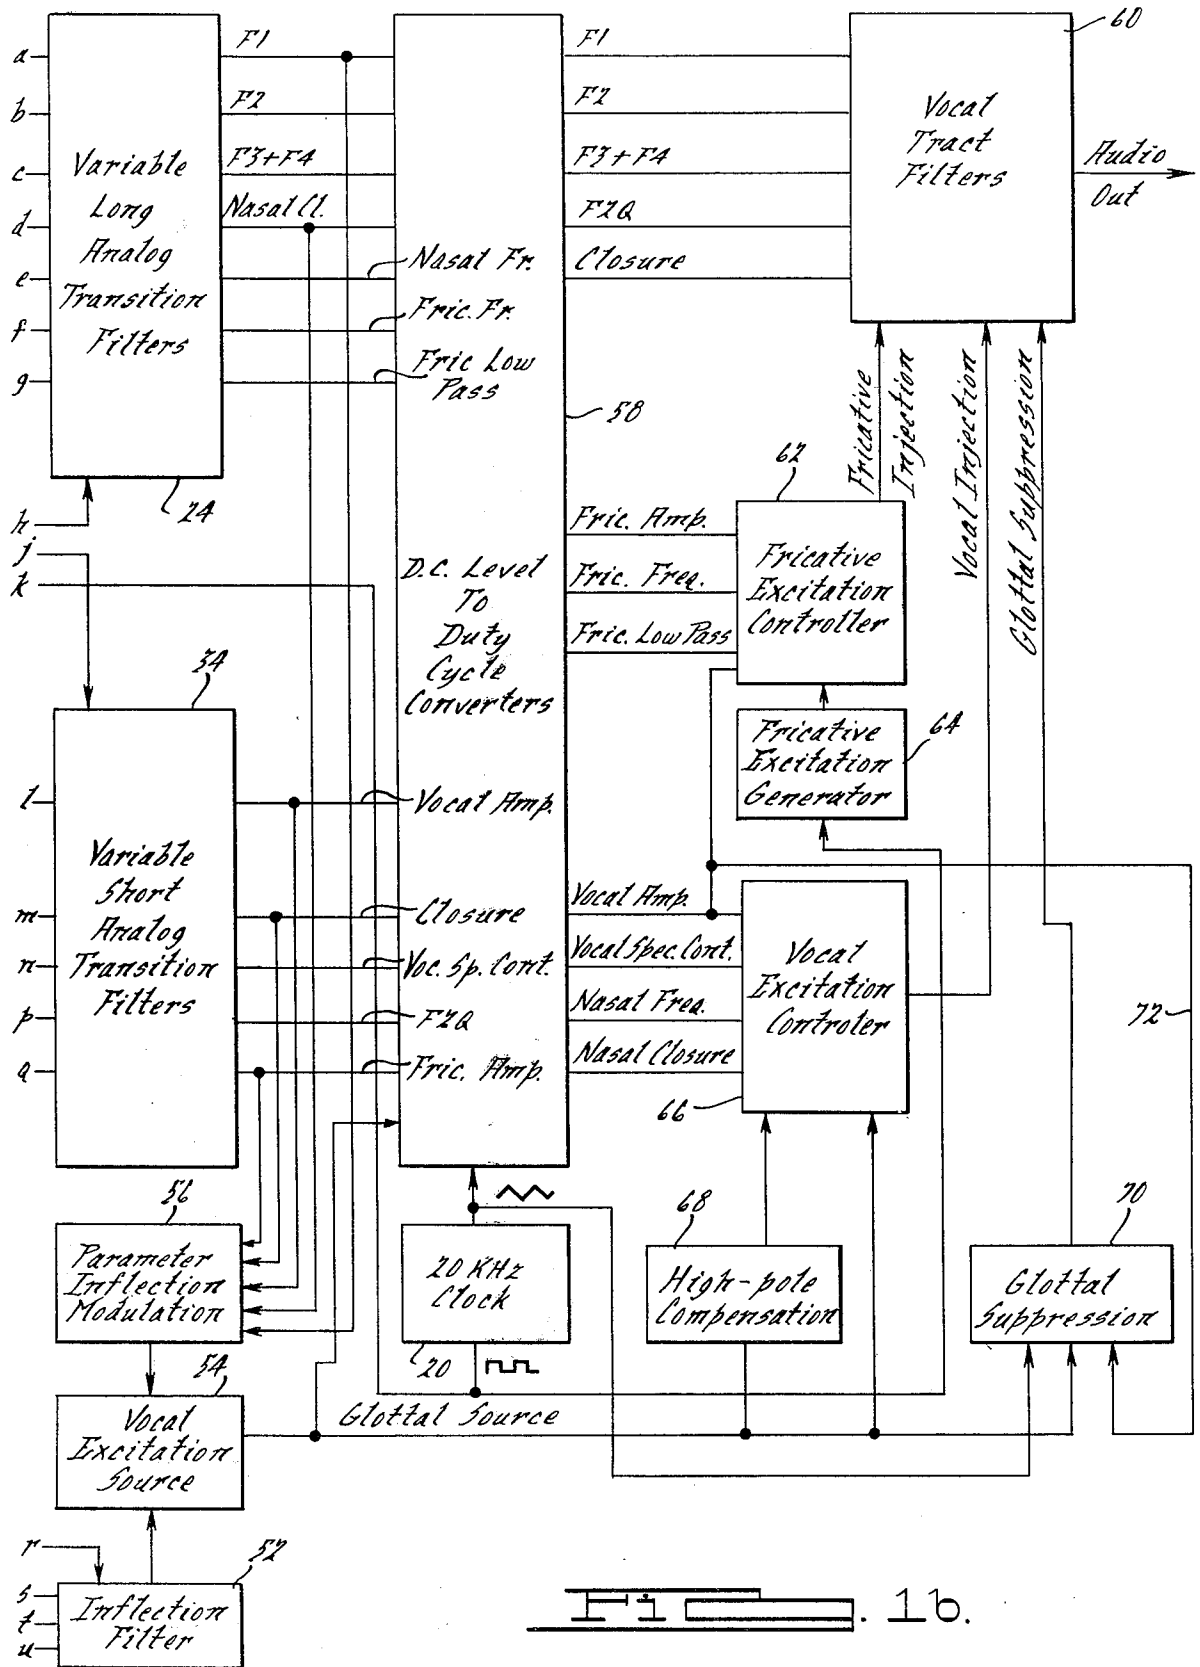 a
b
c
d
e
f
g
h
j
k
Variable
Long
Analog
Transition
Filters
24
F1
F2
F3+F4
Nasal Cl.
Nasal Fr.
Fric. Fr.
Fric Low
Pass
D.C. Level
To
Duty
Cycle
Converters
58
F1
F2
F3+F4
F2Q
Closure
Vocal
Tract
Filters
60
Audio
Out
Fricative
Injection
Vocal Injection
Glottal Suppression
Fric. Amp.
Fric. Freq.
Fric. Low Pass
62
Fricative
Excitation
Controller
Fricative
Excitation
Generator
64
34
l
m
n
p
q
Variable
Short
Analog
Transition
Filters
Vocal Amp.
Closure
Voc. Sp. Cont.
F2Q
Fric. Amp.
Vocal Amp.
Vocal Spec. Cont.
Nasal Freq.
Nasal Closure
Vocal
Excitation
Controler
66
72
56
Parameter
Inflection
Modulation
20 KHz
Clock
20
68
High-pole
Compensation
70
Glottal
Suppression
54
Vocal
Excitation
Source
Glottal Source
r
s
t
u
52
Inflection
Filter
Fig. 1b.